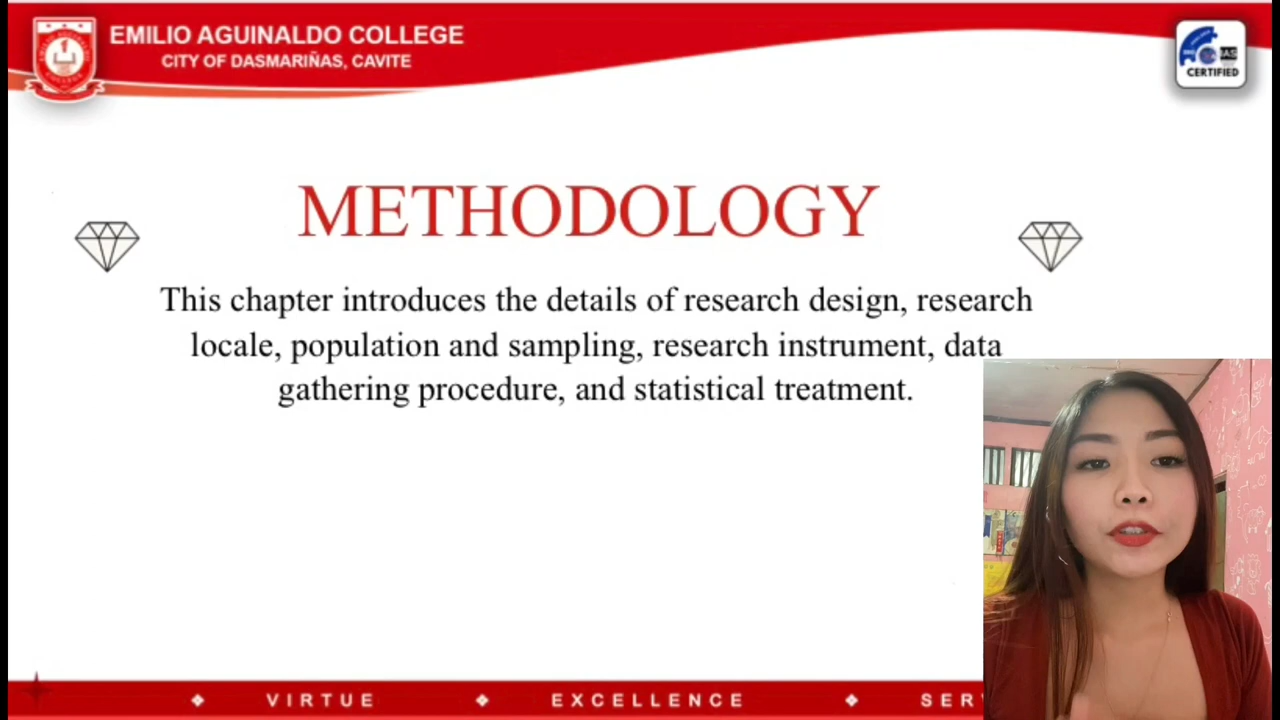 EMILIO AGUINALDO COLLEGE
CITY OF DASMARIÑAS, CAVITE
CERTIFIED
METHODOLOGY
This chapter introduces the details of research design, research
locale, population and sampling, research instrument, data
gathering procedure, and statistical treatment.
VIRTUE
EXCELLENCE
SERV